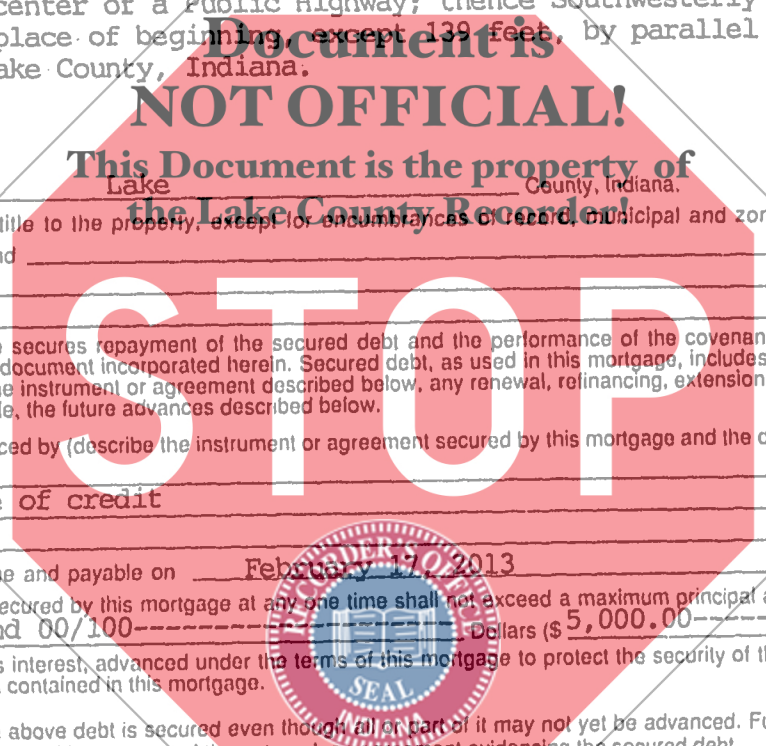 center of a Public Highway; thence Southwesterly
place of beginning, except 139 feet, by parallel
Document is
ake County, Indiana.
NOT OFFICIAL!
This Document is the property of
Lake County, Indiana.
the Lake County Recorder!
title to the property, except for encumbrances of record, municipal and zon
STOP
secures repayment of the secured debt and the performance of the covenan
document incorporated herein. Secured debt, as used in this mortgage, includes
e instrument or agreement described below, any renewal, refinancing, extension
le, the future advances described below.
ced by (describe the instrument or agreement secured by this mortgage and the d
of credit
e and payable on February 17, 2013
ecured by this mortgage at any one time shall not exceed a maximum principal a
nd 00/100---------------------- Dollars ($ 5,000.00-----
s interest, advanced under the terms of this mortgage to protect the security of th
contained in this mortgage.
RECORDER'S OFFICE
SEAL
INDIANA
above debt is secured even though all or part of it may not yet be advanced. Fu